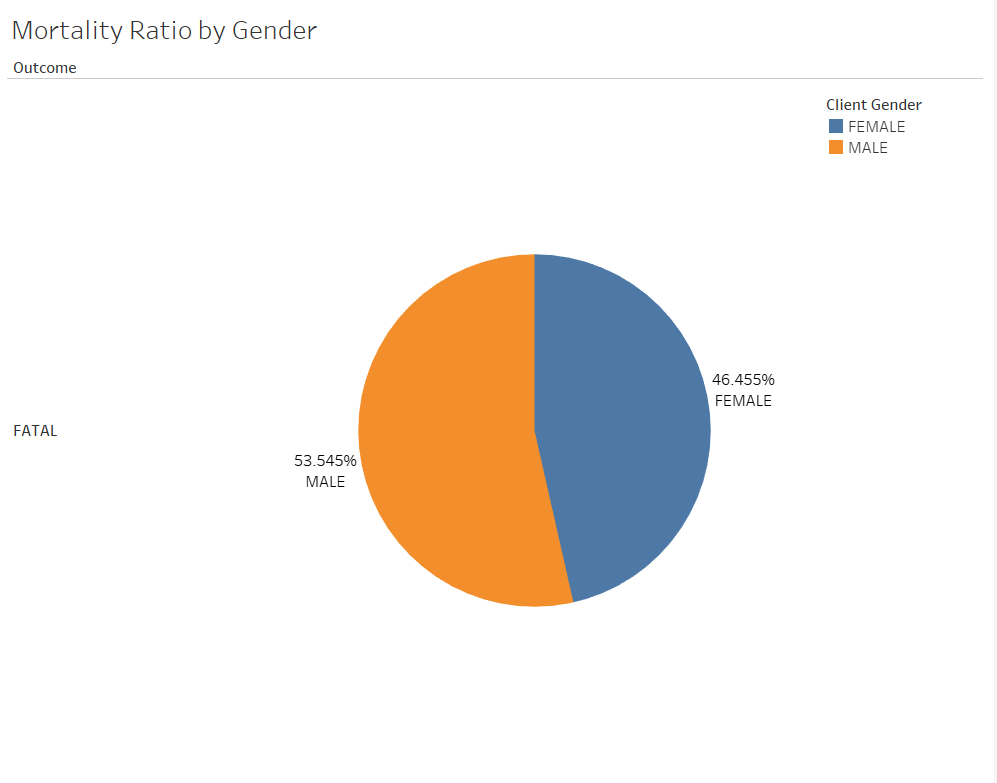 Mortality Ratio by Gender
Outcome
Client Gender
FEMALE
MALE
46.455%
FEMALE
FATAL
53.545%
MALE